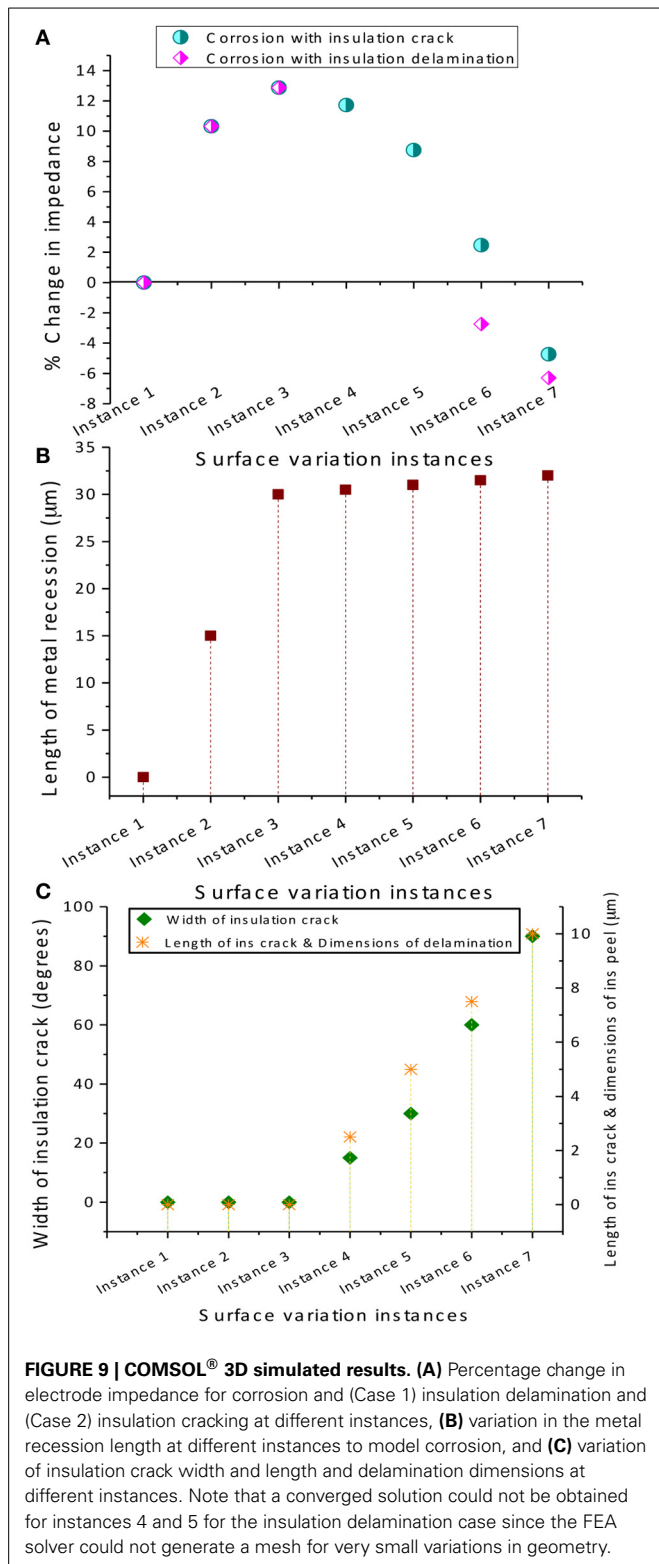 A
Corrosion with insulation crack
Corrosion with insulation delamination
% Change in impedance
14
12
10
8
6
4
2
0
-2
-4
-6
-8
Instance 1
Instance 2
Instance 3
Instance 4
Instance 5
Instance 6
Instance 7
Surface variation instances
B
Length of metal recession (μm)
35
30
25
20
15
10
5
0
Instance 1
Instance 2
Instance 3
Instance 4
Instance 5
Instance 6
Instance 7
Surface variation instances
C
Width of insulation crack
Length of ins crack & Dimensions of delamination
Width of insulation crack (degrees)
100
80
60
40
20
0
Length of ins crack & dimensions of ins peel (μm)
10
8
6
4
2
0
Instance 1
Instance 2
Instance 3
Instance 4
Instance 5
Instance 6
Instance 7
Surface variation instances
FIGURE 9 | COMSOL® 3D simulated results. (A) Percentage change in
electrode impedance for corrosion and (Case 1) insulation delamination and
(Case 2) insulation cracking at different instances, (B) variation in the metal
recession length at different instances to model corrosion, and (C) variation
of insulation crack width and length and delamination dimensions at
different instances. Note that a converged solution could not be obtained
for instances 4 and 5 for the insulation delamination case since the FEA
solver could not generate a mesh for very small variations in geometry.